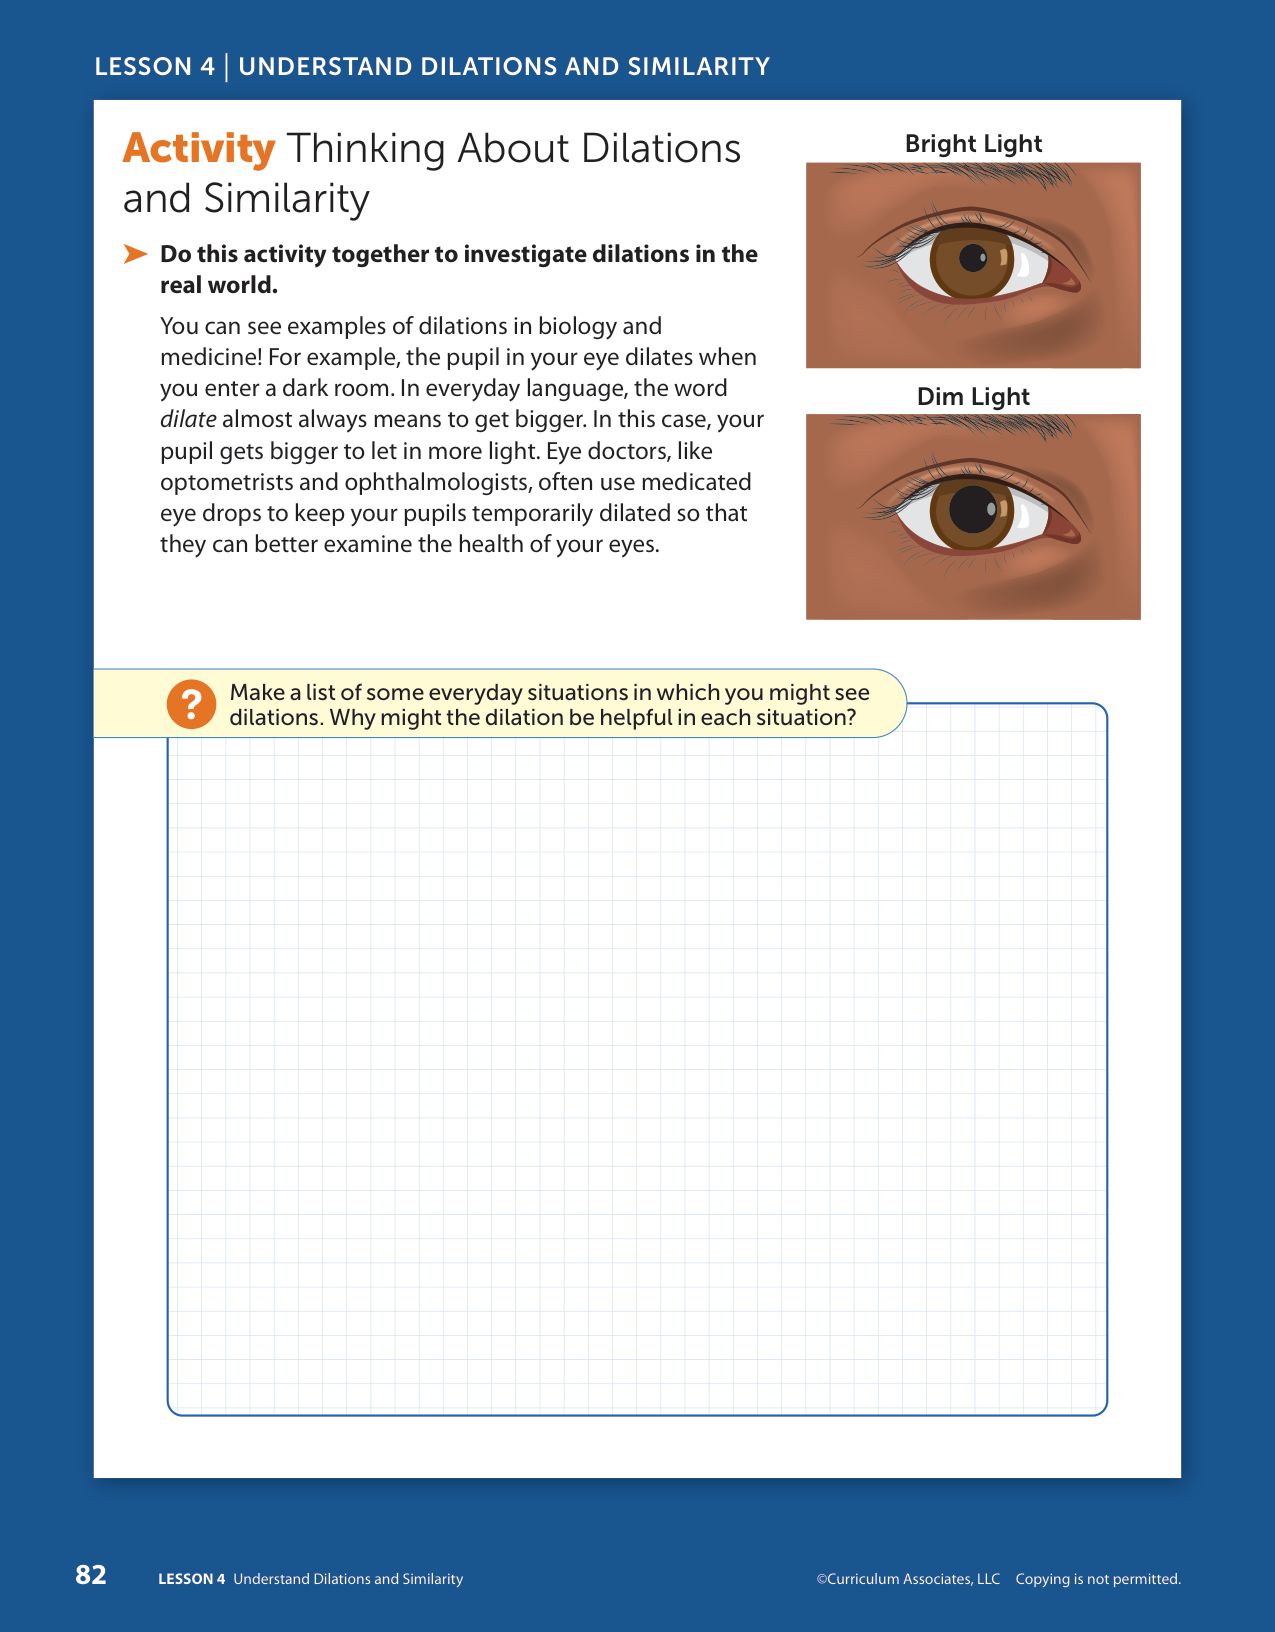 LESSON 4 | UNDERSTAND DILATIONS AND SIMILARITY
Activity Thinking About Dilations
and Similarity
Do this activity together to investigate dilations in the
real world.
You can see examples of dilations in biology and
medicine! For example, the pupil in your eye dilates when
you enter a dark room. In everyday language, the word
dilate almost always means to get bigger. In this case, your
pupil gets bigger to let in more light. Eye doctors, like
optometrists and ophthalmologists, often use medicated
eye drops to keep your pupils temporarily dilated so that
they can better examine the health of your eyes.
Bright Light
Dim Light
?
Make a list of some everyday situations in which you might see
dilations. Why might the dilation be helpful in each situation?
82 LESSON 4 Understand Dilations and Similarity
©Curriculum Associates, LLC Copying is not permitted.